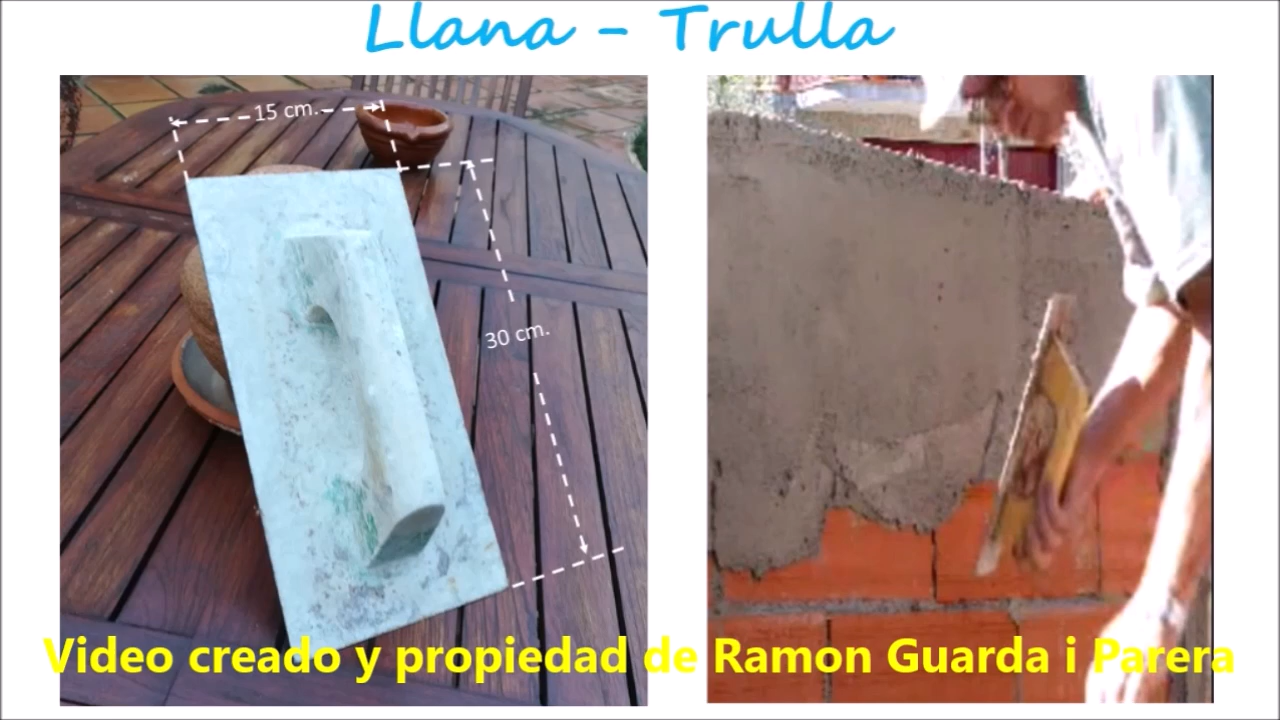 Llana - Trulla
15 cm.
30 cm.
Video creado y propiedad de Ramon Guarda i Parera